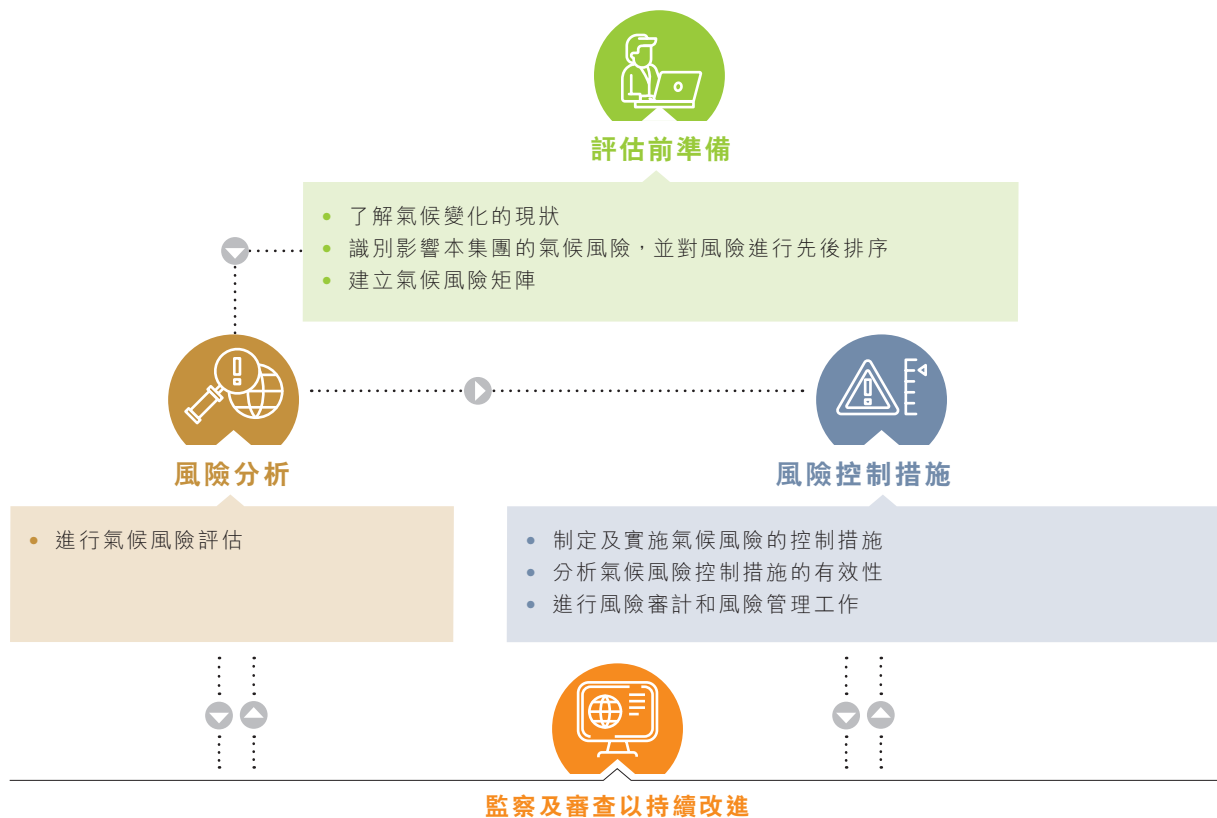 評估前準備
• 了解氣候變化的現狀
• 識別影響本集團的氣候風險，並對風險進行先後排序
• 建立氣候風險矩陣
風險分析
• 進行氣候風險評估
風險控制措施
• 制定及實施氣候風險的控制措施
• 分析氣候風險控制措施的有效性
• 進行風險審計和風險管理工作
監察及審查以持續改進